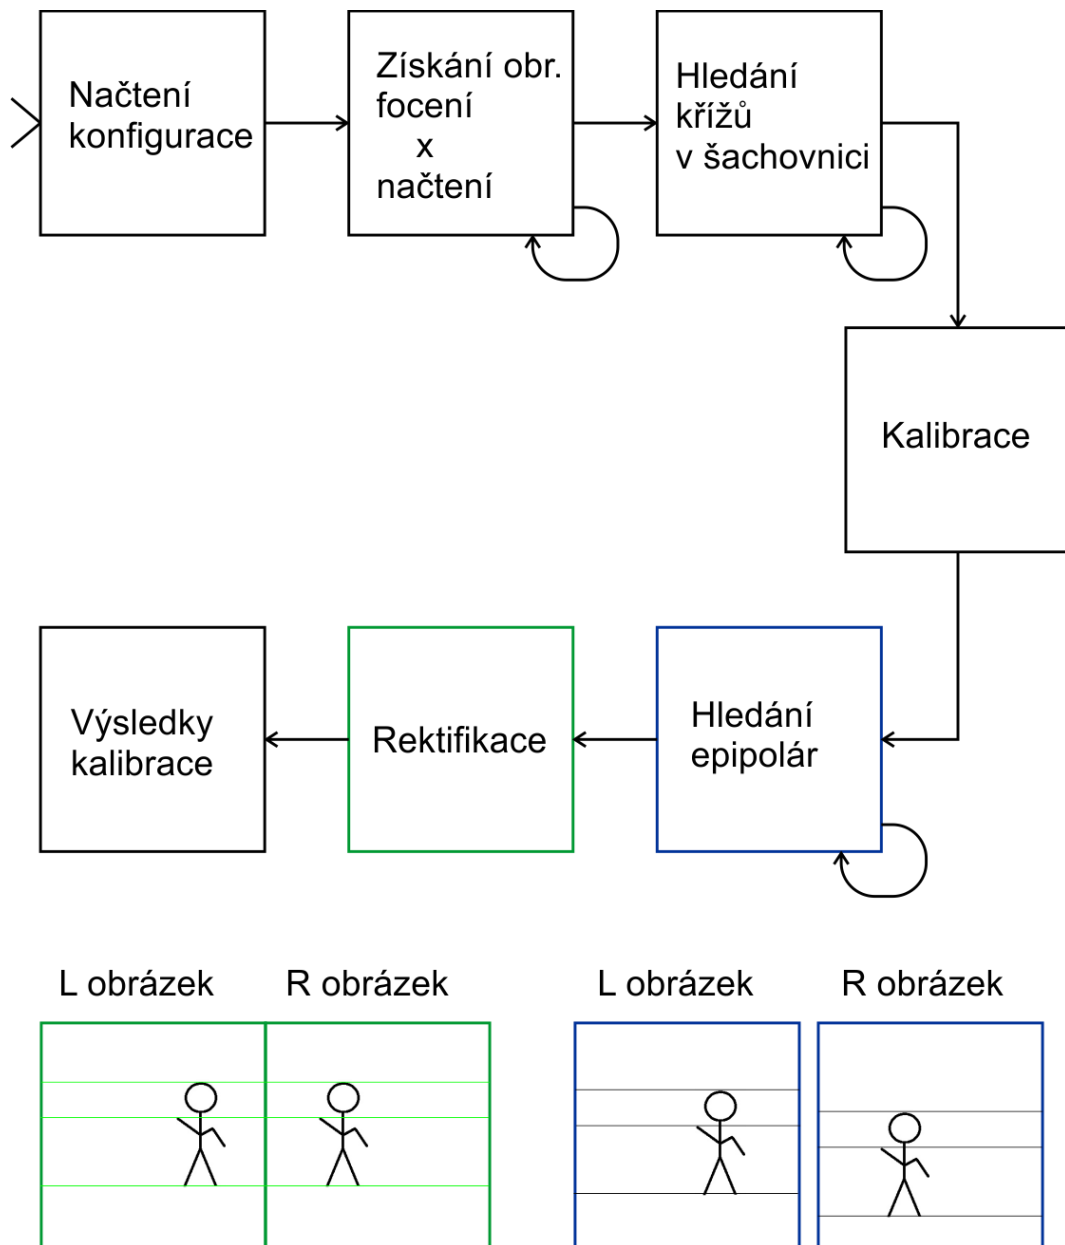 Načtení
konfigurace
Získání obr.
focení
x
načtení
Hledání
křížů
v šachovnici
Kalibrace
Hledání
epipolár
Rektifikace
Výsledky
kalibrace
L obrázek
R obrázek
L obrázek
R obrázek